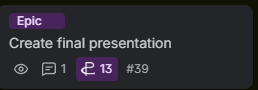 Epic
Create final presentation
1 13 #39